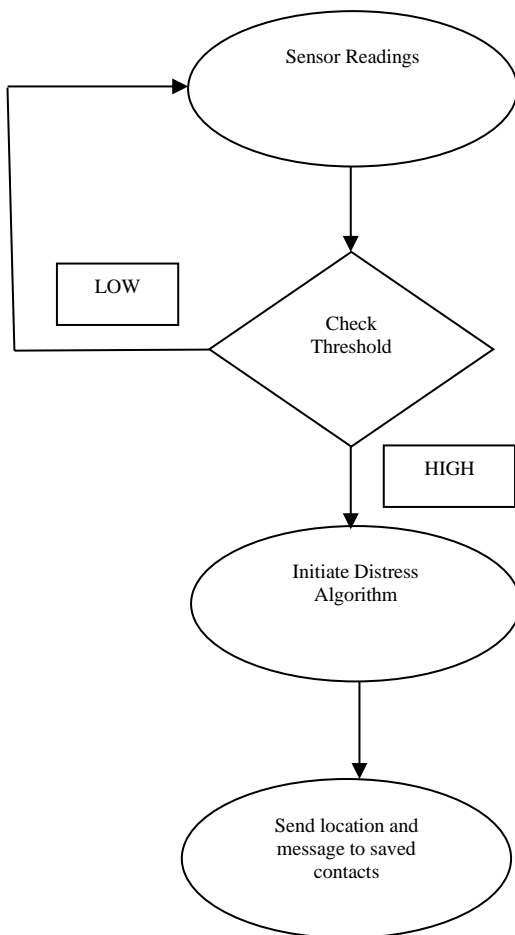 Sensor Readings
LOW
Check
Threshold
HIGH
Initiate Distress
Algorithm
Send location and
message to saved
contacts